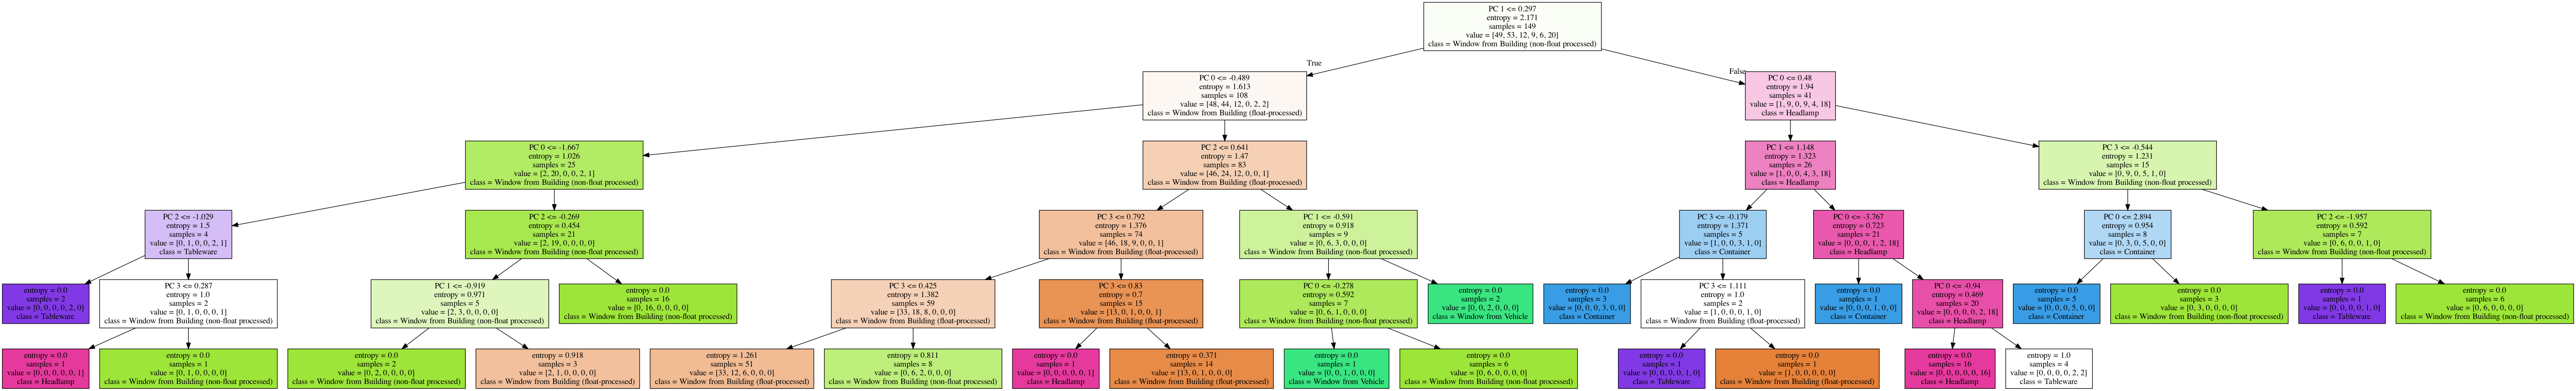 PC 1 <= 0.297
entropy = 2.171
samples = 149
value = [49, 53, 12, 9, 6, 20]
class = Window from Building (non-float processed)
True
False
PC 0 <= -0.489
entropy = 1.613
samples = 108
value = [48, 44, 12, 0, 2, 2]
class = Window from Building (float-processed)
PC 0 <= 0.48
entropy = 1.94
samples = 41
value = [1, 9, 0, 9, 4, 18]
class = Headlamp
PC 0 <= -1.667
entropy = 1.026
samples = 25
value = [2, 20, 0, 0, 2, 1]
class = Window from Building (non-float processed)
PC 2 <= 0.641
entropy = 1.47
samples = 83
value = [46, 24, 12, 0, 0, 1]
class = Window from Building (float-processed)
PC 1 <= 1.148
entropy = 1.323
samples = 26
value = [1, 0, 0, 4, 3, 18]
class = Headlamp
PC 3 <= -0.544
entropy = 1.231
samples = 15
value = [0, 9, 0, 5, 1, 0]
class = Window from Building (non-float processed)
PC 2 <= -1.029
entropy = 1.5
samples = 4
value = [0, 1, 0, 0, 2, 1]
class = Tableware
PC 2 <= -0.269
entropy = 0.454
samples = 21
value = [2, 19, 0, 0, 0, 0]
class = Window from Building (non-float processed)
PC 3 <= 0.792
entropy = 1.376
samples = 74
value = [46, 18, 9, 0, 0, 1]
class = Window from Building (float-processed)
PC 1 <= -0.591
entropy = 0.918
samples = 9
value = [0, 6, 3, 0, 0, 0]
class = Window from Building (non-float processed)
PC 3 <= -0.179
entropy = 1.371
samples = 5
value = [1, 0, 0, 3, 1, 0]
class = Container
PC 0 <= -3.767
entropy = 0.723
samples = 21
value = [0, 0, 0, 1, 2, 18]
class = Headlamp
PC 0 <= 2.894
entropy = 0.954
samples = 8
value = [0, 3, 0, 5, 0, 0]
class = Container
PC 2 <= -1.957
entropy = 0.592
samples = 7
value = [0, 6, 0, 0, 1, 0]
class = Window from Building (non-float processed)
entropy = 0.0
samples = 2
value = [0, 0, 0, 0, 2, 0]
class = Tableware
PC 3 <= 0.287
entropy = 1.0
samples = 2
value = [0, 1, 0, 0, 0, 1]
class = Window from Building (non-float processed)
PC 1 <= -0.919
entropy = 0.971
samples = 5
value = [2, 3, 0, 0, 0, 0]
class = Window from Building (non-float processed)
entropy = 0.0
samples = 16
value = [0, 16, 0, 0, 0, 0]
class = Window from Building (non-float processed)
PC 3 <= 0.425
entropy = 1.382
samples = 59
value = [33, 18, 8, 0, 0, 0]
class = Window from Building (float-processed)
PC 3 <= 0.83
entropy = 0.7
samples = 15
value = [13, 0, 1, 0, 0, 1]
class = Window from Building (float-processed)
PC 0 <= -0.278
entropy = 0.592
samples = 7
value = [0, 6, 1, 0, 0, 0]
class = Window from Building (non-float processed)
entropy = 0.0
samples = 2
value = [0, 0, 2, 0, 0, 0]
class = Window from Vehicle
entropy = 0.0
samples = 3
value = [0, 0, 0, 3, 0, 0]
class = Container
PC 3 <= 1.111
entropy = 1.0
samples = 2
value = [1, 0, 0, 0, 1, 0]
class = Window from Building (float-processed)
entropy = 0.0
samples = 1
value = [0, 0, 0, 1, 0, 0]
class = Container
PC 0 <= -0.94
entropy = 0.469
samples = 20
value = [0, 0, 0, 0, 2, 18]
class = Headlamp
entropy = 0.0
samples = 5
value = [0, 0, 0, 5, 0, 0]
class = Container
entropy = 0.0
samples = 3
value = [0, 3, 0, 0, 0, 0]
class = Window from Building (non-float processed)
entropy = 0.0
samples = 1
value = [0, 0, 0, 0, 1, 0]
class = Tableware
entropy = 0.0
samples = 6
value = [0, 6, 0, 0, 0, 0]
class = Window from Building (non-float processed)
entropy = 0.0
samples = 1
value = [0, 0, 0, 0, 0, 1]
class = Headlamp
entropy = 0.0
samples = 1
value = [0, 1, 0, 0, 0, 0]
class = Window from Building (non-float processed)
entropy = 0.0
samples = 2
value = [0, 2, 0, 0, 0, 0]
class = Window from Building (non-float processed)
entropy = 0.918
samples = 3
value = [2, 1, 0, 0, 0, 0]
class = Window from Building (float-processed)
entropy = 1.261
samples = 51
value = [33, 12, 6, 0, 0, 0]
class = Window from Building (float-processed)
entropy = 0.811
samples = 8
value = [0, 6, 2, 0, 0, 0]
class = Window from Building (non-float processed)
entropy = 0.0
samples = 1
value = [0, 0, 0, 0, 0, 1]
class = Headlamp
entropy = 0.371
samples = 14
value = [13, 0, 1, 0, 0, 0]
class = Window from Building (float-processed)
entropy = 0.0
samples = 1
value = [0, 0, 1, 0, 0, 0]
class = Window from Vehicle
entropy = 0.0
samples = 6
value = [0, 6, 0, 0, 0, 0]
class = Window from Building (non-float processed)
entropy = 0.0
samples = 1
value = [0, 0, 0, 0, 1, 0]
class = Tableware
entropy = 0.0
samples = 1
value = [1, 0, 0, 0, 0, 0]
class = Window from Building (float-processed)
entropy = 0.0
samples = 16
value = [0, 0, 0, 0, 0, 16]
class = Headlamp
entropy = 1.0
samples = 4
value = [0, 0, 0, 0, 2, 2]
class = Tableware